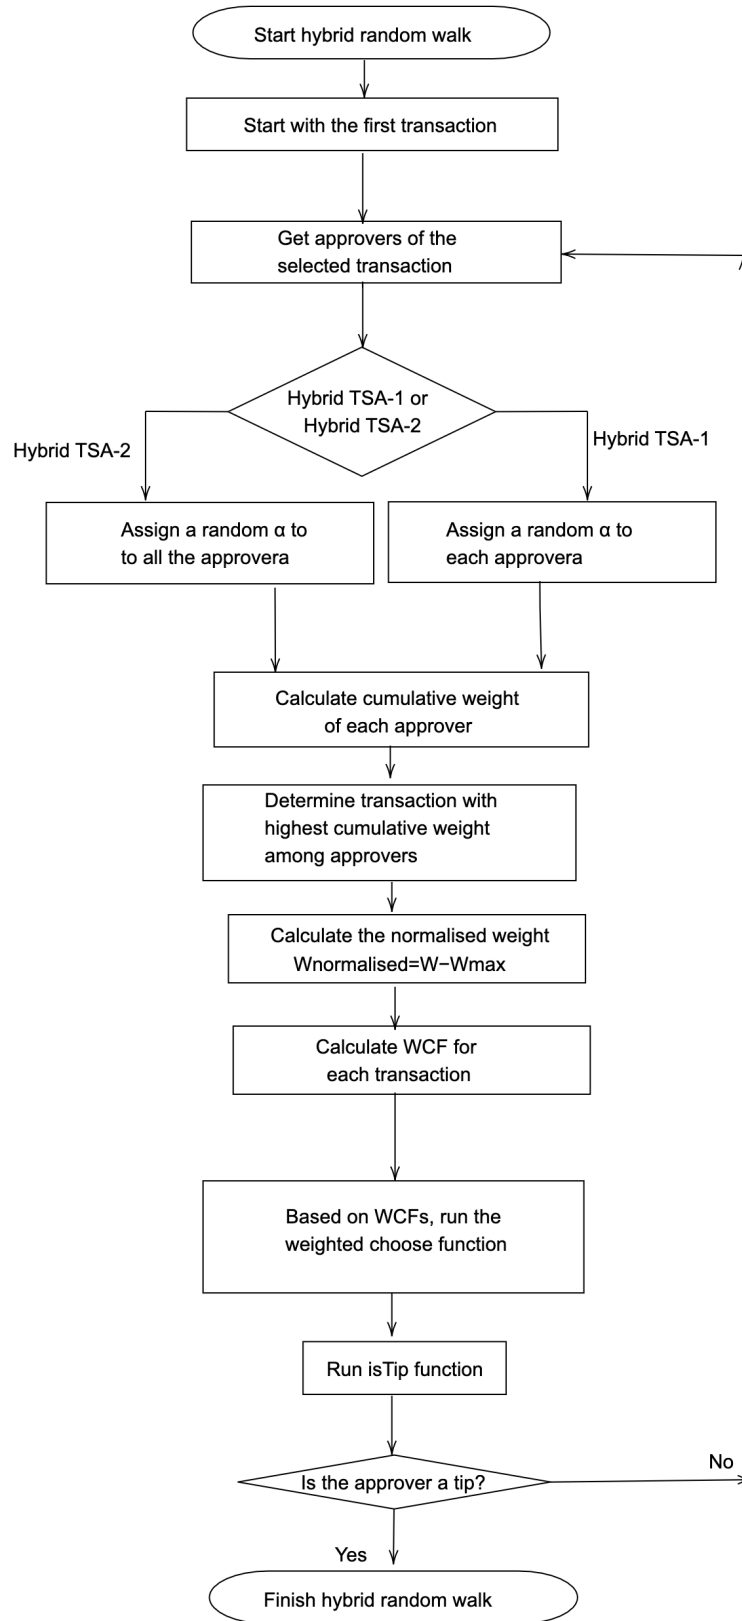 Start hybrid random walk
Start with the first transaction
Get approvers of the
selected transaction
Hybrid TSA-1 or
Hybrid TSA-2
Hybrid TSA-2
Hybrid TSA-1
Assign a random α to
to all the approvera
Assign a random α to
each approvera
Calculate cumulative weight
of each approver
Determine transaction with
highest cumulative weight
among approvers
Calculate the normalised weight
Wnormalised=W−Wmax
Calculate WCF for
each transaction
Based on WCFs, run the
weighted choose function
Run isTip function
Is the approver a tip?
No
Yes
Finish hybrid random walk